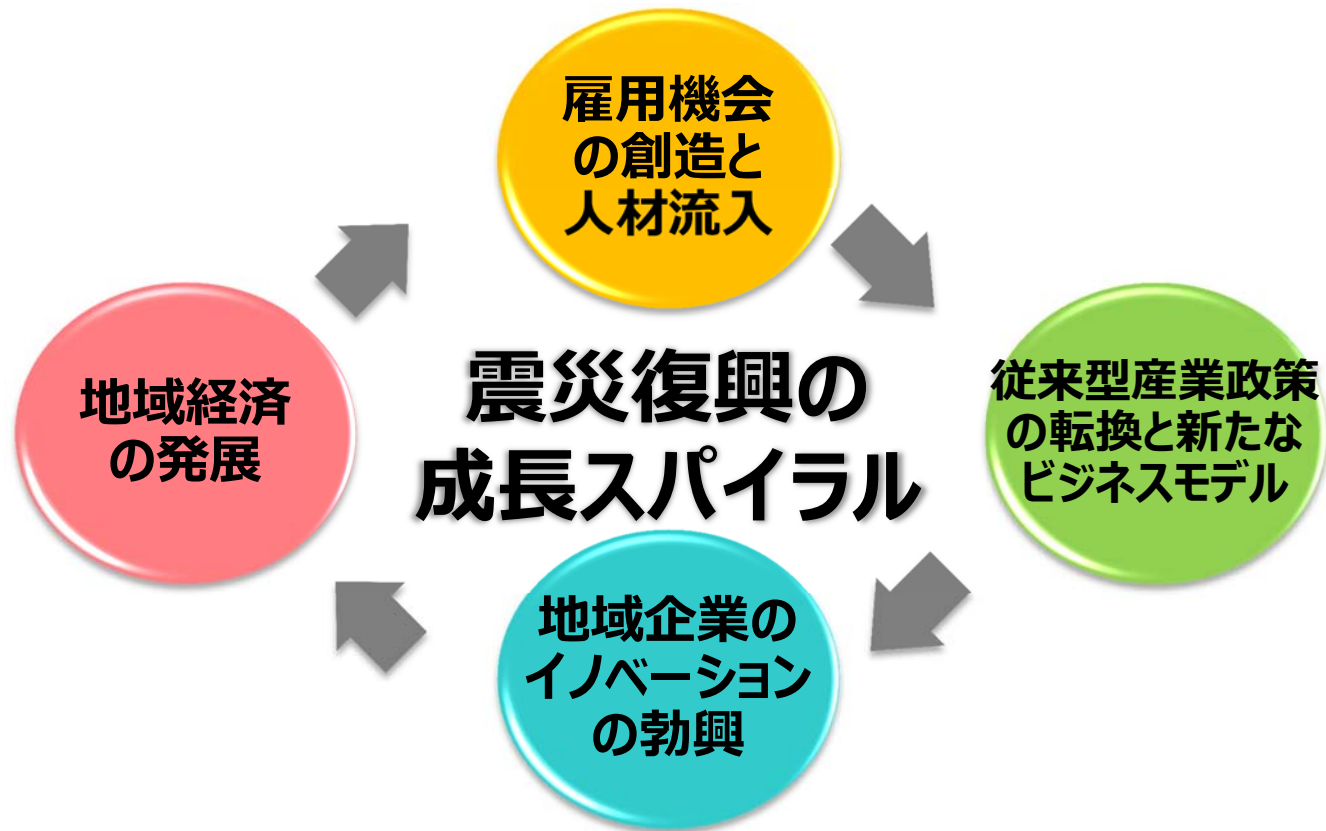 雇用機会
の創造と
人材流入
震災復興の
成長スパイラル
地域経済
の発展
従来型産業政策
の転換と新たな
ビジネスモデル
地域企業の
イノベーション
の勃興